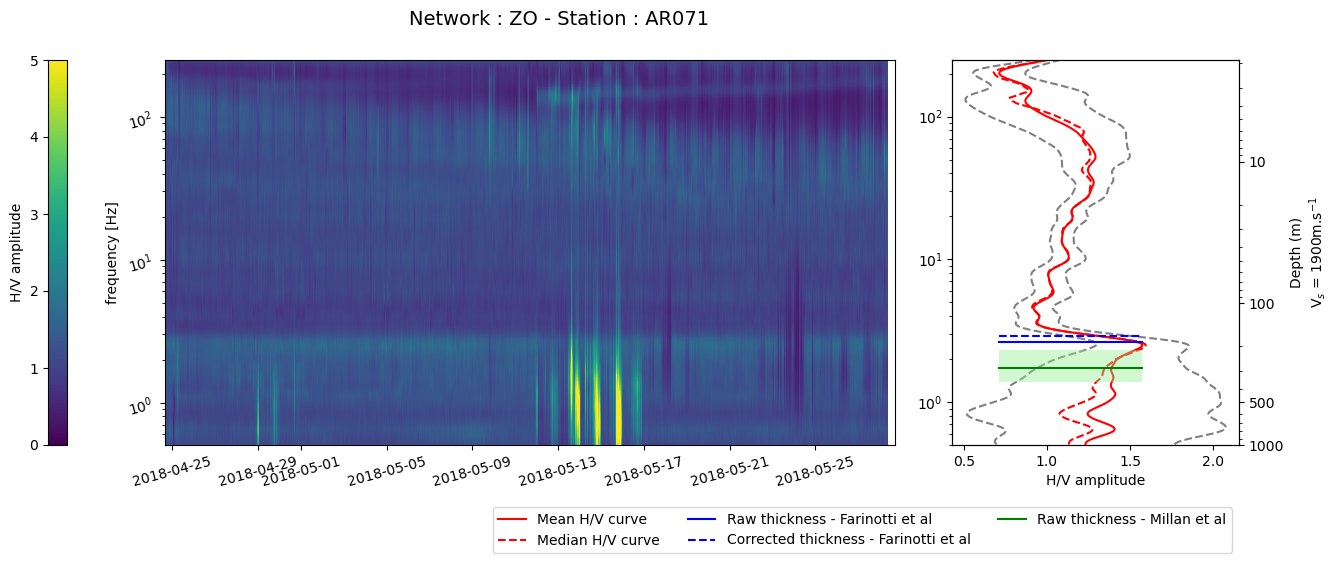 Network : ZO - Station : AR071
5
4
3
2
1
0
H/V amplitude
frequency [Hz]
10²
10¹
10⁰
2018-04-25
2018-04-29
2018-05-01
2018-05-05
2018-05-09
2018-05-13
2018-05-17
2018-05-21
2018-05-25
10²
10¹
10⁰
0.5
1.0
1.5
2.0
H/V amplitude
10
100
500
1000
Depth (m)
Vₛ = 1900m.s⁻¹
Mean H/V curve
Median H/V curve
Raw thickness - Farinotti et al
Corrected thickness - Farinotti et al
Raw thickness - Millan et al